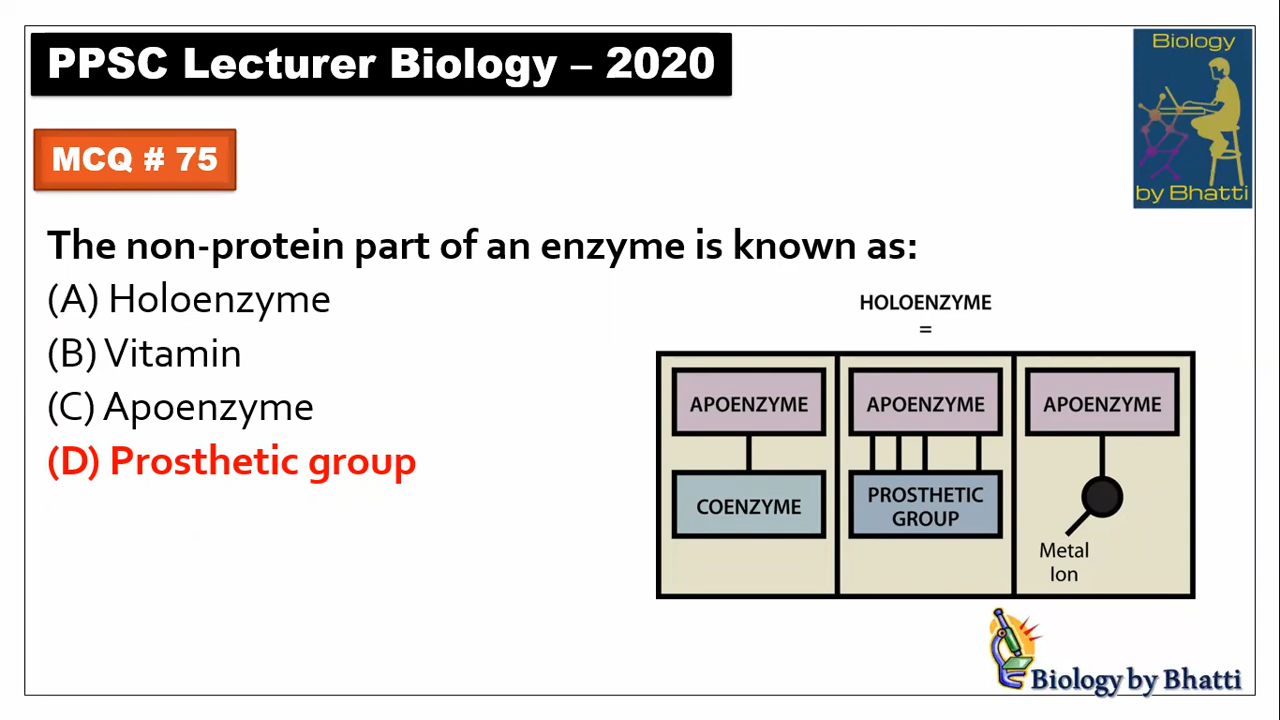 PPSC Lecturer Biology – 2020
Biology
by Bhatti
MCQ # 75
The non-protein part of an enzyme is known as:
(A) Holoenzyme
(B) Vitamin
(C) Apoenzyme
(D) Prosthetic group
HOLOENZYME
=
APOENZYME
COENZYME
APOENZYME
PROSTHETIC
GROUP
APOENZYME
Metal
Ion
Biology by Bhatti